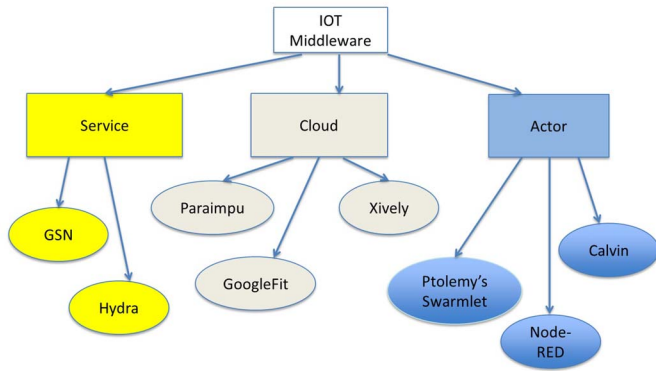 IOT
Middleware
Service
Cloud
Actor
Paraimpu
Xively
GSN
Calvin
GoogleFit
Ptolemy's
Swarmlet
Hydra
Node-
RED